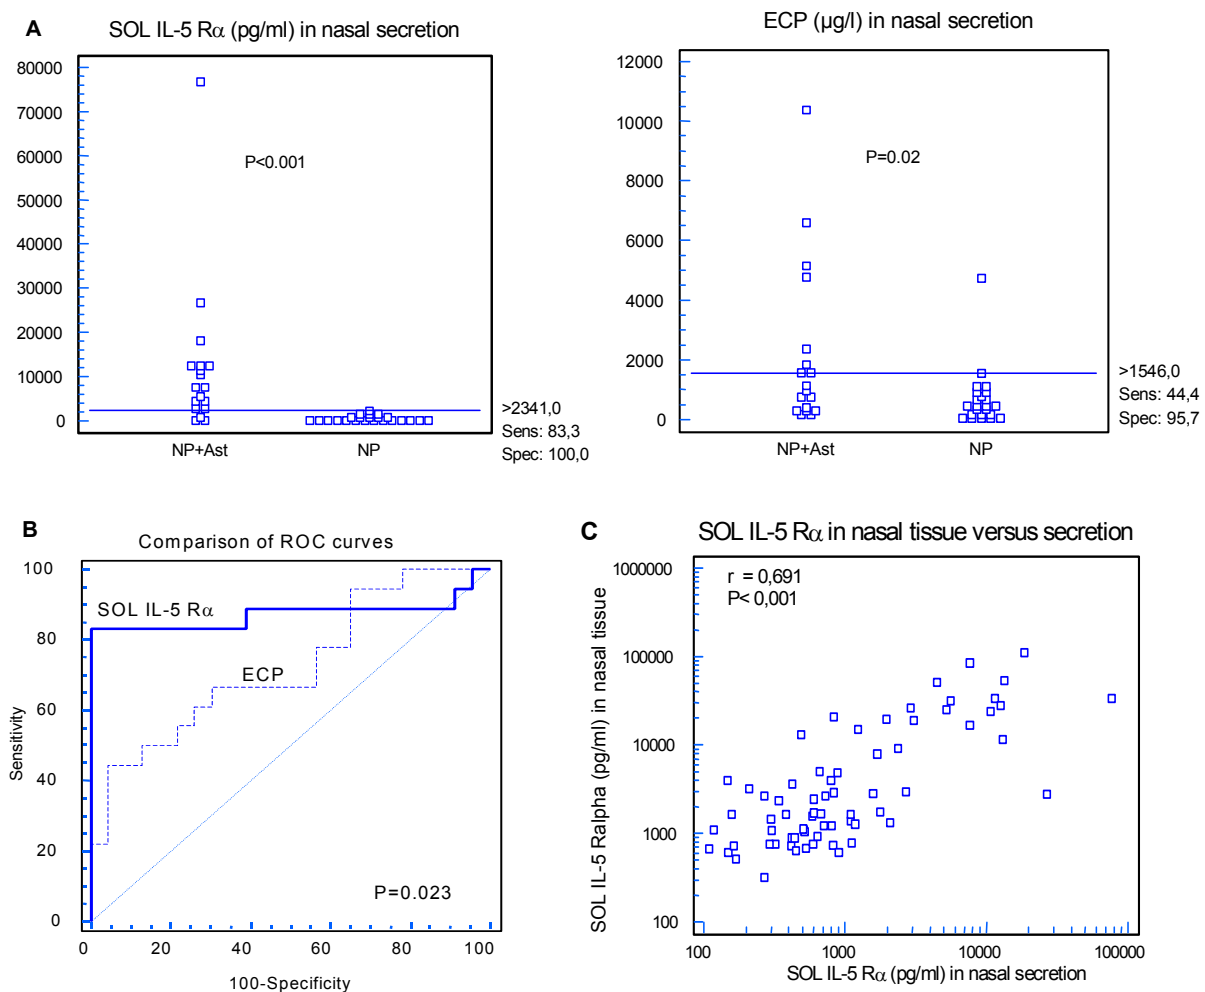 A
SOL IL-5 Rα (pg/ml) in nasal secretion
80000
70000
60000
50000
40000
30000
20000
10000
0
P<0.001
>2341,0
Sens: 83,3
Spec: 100,0
NP+Ast NP
ECP (µg/l) in nasal secretion
12000
10000
8000
6000
4000
2000
0
P=0.02
>1546,0
Sens: 44,4
Spec: 95,7
NP+Ast NP
B
Comparison of ROC curves
Sensitivity
100
80
60
40
20
0
SOL IL-5 Rα
ECP
P=0.023
0 20 40 60 80 100
100-Specificity
C
SOL IL-5 Rα in nasal tissue versus secretion
SOL IL-5 Ralpha (pg/ml) in nasal tissue
1000000
100000
10000
1000
100
r = 0,691
P< 0,001
100 1000 10000 100000
SOL IL-5 Rα (pg/ml) in nasal secretion